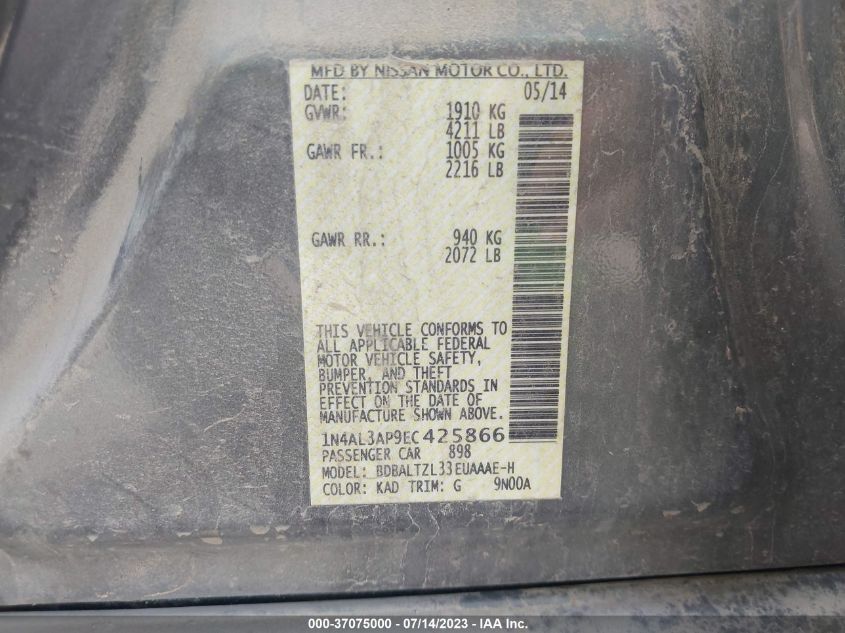 MFD BY NISSAN MOTOR CO., LTD.
DATE: 05/14
GVWR: 1910 KG
4211 LB
GAWR FR.: 1005 KG
2216 LB
GAWR RR.: 940 KG
2072 LB
THIS VEHICLE CONFORMS TO
ALL APPLICABLE FEDERAL
MOTOR VEHICLE SAFETY,
BUMPER, AND THEFT
PREVENTION STANDARDS IN
EFFECT ON THE DATE OF
MANUFACTURE SHOWN ABOVE.
1N4AL3AP9EC425866
PASSENGER CAR 898
MODEL: BDBALTZL33EUAAAE-H
COLOR: KAD TRIM: G 9N00A
000-37075000 / 07/14/2023 - IAA Inc.